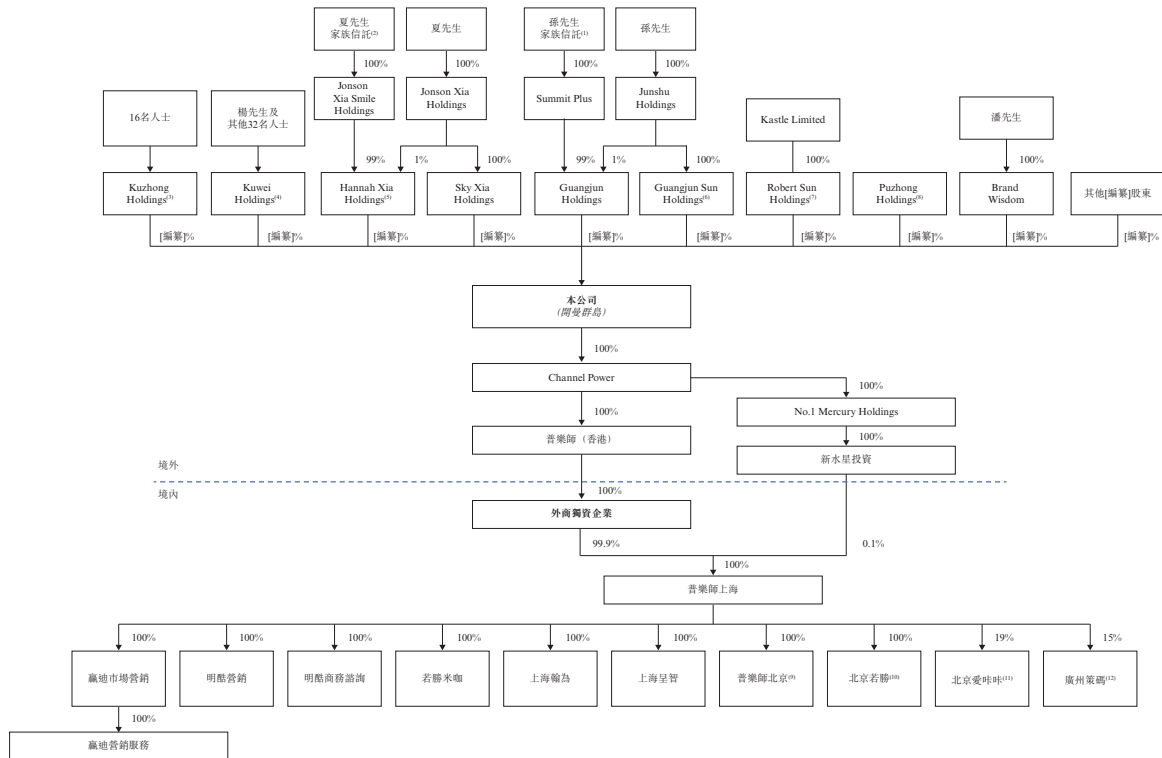 夏先生
家族信託(2)
夏先生
孫先生
家族信託(1)
孫先生
100%
100%
100%
100%
16名人士
楊先生及
其他32名人士
Jonson
Xia Smile
Holdings
Jonson Xia
Holdings
Summit Plus
Junshu
Holdings
Kastle Limited
潘先生
99%
1%
100%
99%
1%
100%
100%
100%
Kuzhong
Holdings(3)
Kuwei
Holdings(4)
Hannah Xia
Holdings(5)
Sky Xia
Holdings
Guangjun
Holdings
Guangjun Sun
Holdings(6)
Robert Sun
Holdings(7)
Puzhong
Holdings(8)
Brand
Wisdom
其他[編纂]股東
[編纂]%
[編纂]%
[編纂]%
[編纂]%
[編纂]%
[編纂]%
[編纂]%
[編纂]%
[編纂]%
本公司
(開曼群島)
100%
Channel Power
100%
100%
No.1 Mercury Holdings
普樂師（香港）
100%
新水星投資
境外
境內
100%
外商獨資企業
99.9%
0.1%
100%
普樂師上海
100%
100%
100%
100%
100%
100%
100%
100%
19%
15%
贏迪市場營銷
明酷營銷
明酷商務諮詢
若勝米咖
上海翰為
上海呈智
普樂師北京(9)
北京若勝(10)
北京愛咔咔(11)
廣州策碼(12)
100%
贏迪營銷服務